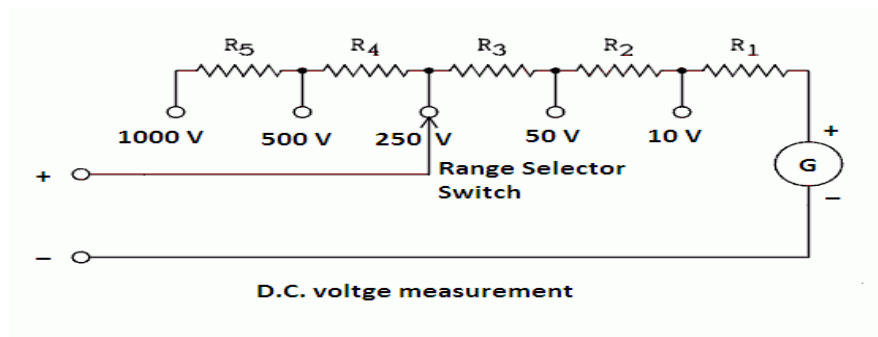 R5 R4 R3 R2 R1
1000 V 500 V 250 V 50 V 10 V
+
G
+
Range Selector
Switch
−
−
D.C. voltge measurement